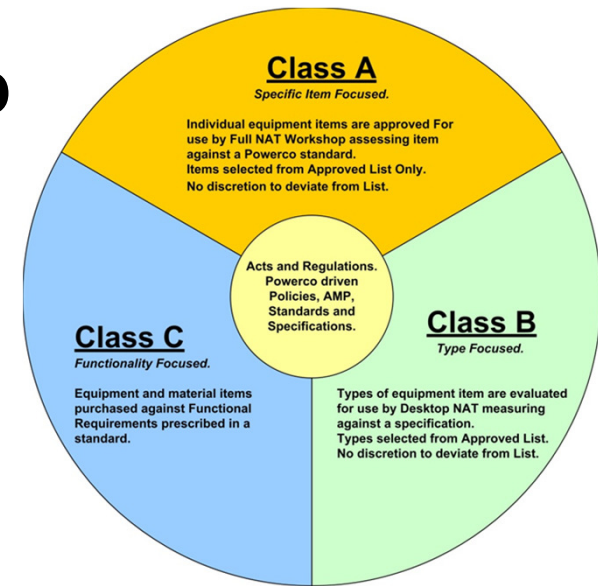 Class A
Specific Item Focused.
Individual equipment items are approved For
use by Full NAT Workshop assessing item
against a Powerco standard.
Items selected from Approved List Only.
No discretion to deviate from List.
Acts and Regulations.
Powerco driven
Policies, AMP,
Standards and
Specifications.
Class B
Type Focused.
Types of equipment item are evaluated
for use by Desktop NAT measuring
against a specification.
Types selected from Approved List.
No discretion to deviate from List.
Class C
Functionality Focused.
Equipment and material items
purchased against Functional
Requirements prescribed in a
standard.